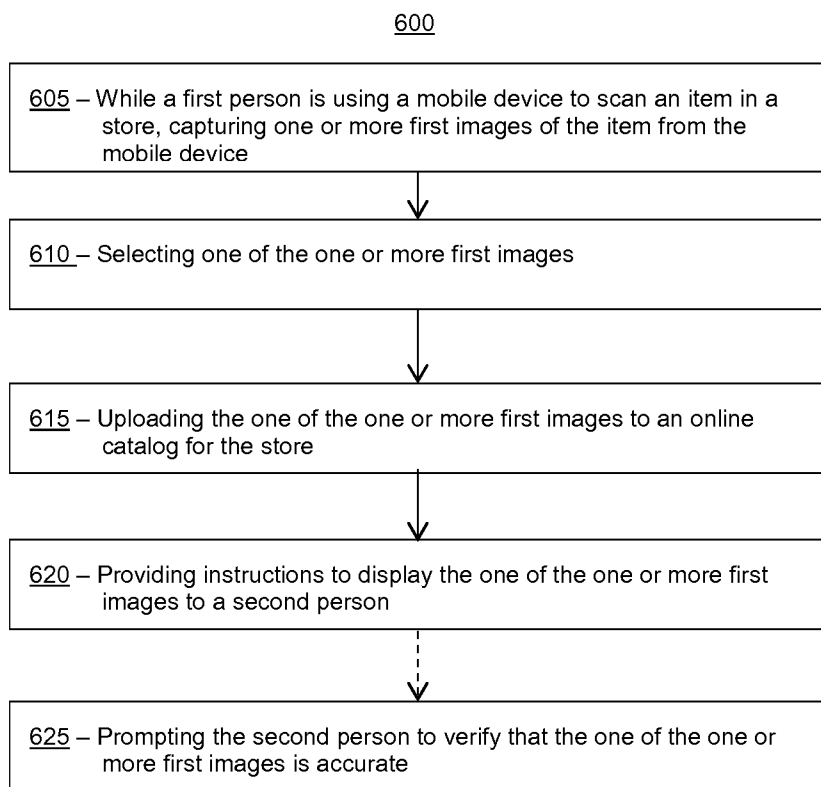 600
605 – While a first person is using a mobile device to scan an item in a
store, capturing one or more first images of the item from the
mobile device
610 – Selecting one of the one or more first images
615 – Uploading the one of the one or more first images to an online
catalog for the store
620 – Providing instructions to display the one of the one or more first
images to a second person
625 – Prompting the second person to verify that the one of the one or
more first images is accurate